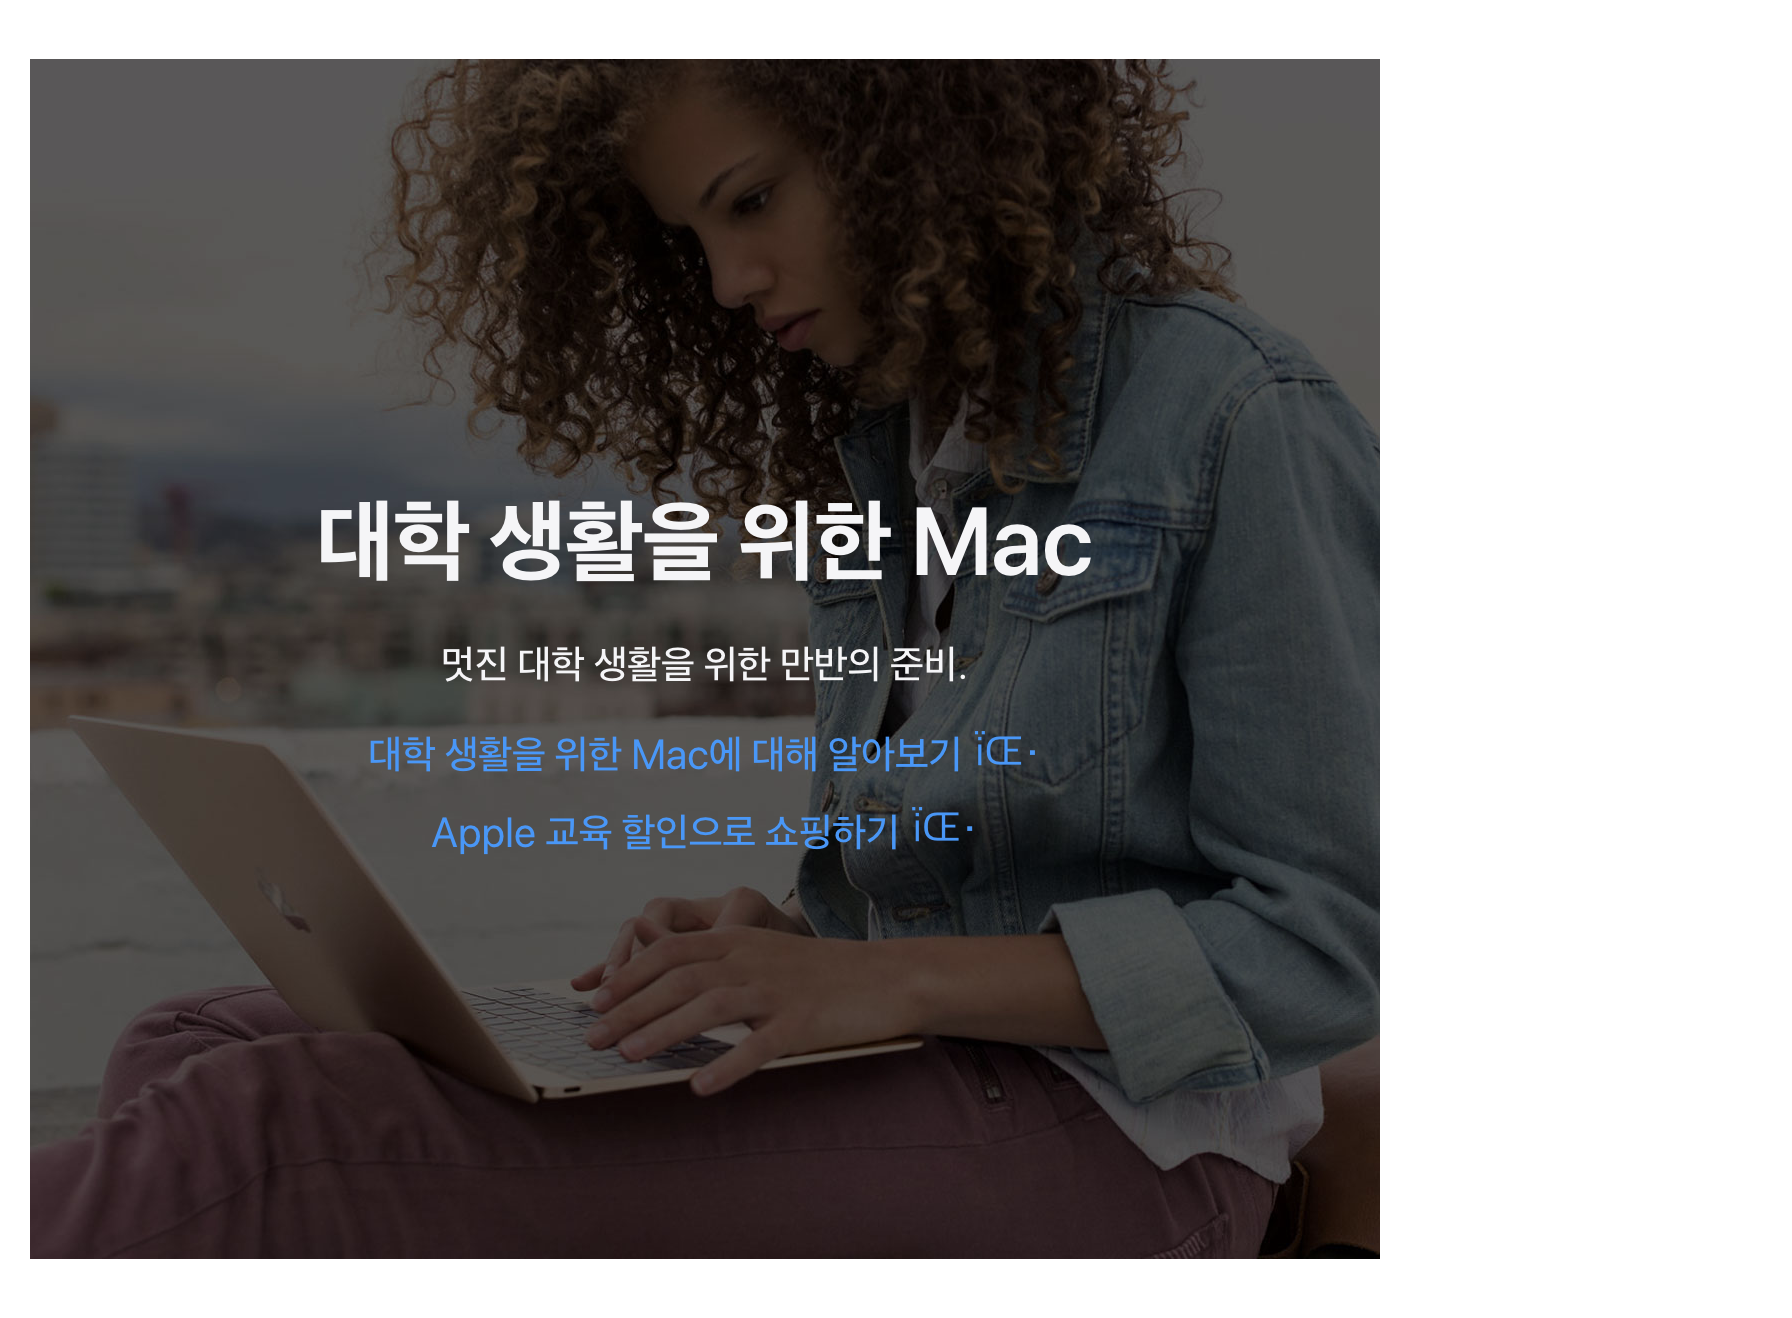 대학 생활을 위한 Mac
멋진 대학 생활을 위한 만반의 준비.
대학 생활을 위한 Mac에 대해 알아보기 ïŒ·
Apple 교육 할인으로 쇼핑하기 ïŒ·